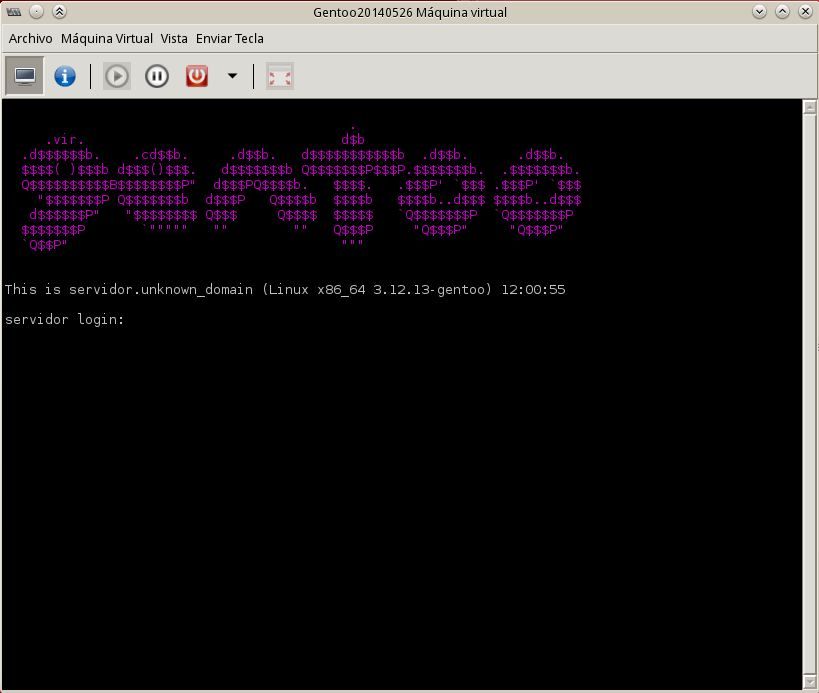 Gentoo20140526 Máquina virtual
Archivo Máquina Virtual Vista Enviar Tecla
                                           .
     .vir.                                d$b
  .d$$$$$$b.    .cd$$b.     .d$$b.   d$$$$$$$$$$$b  .d$$b.      .d$$b.
  $$$$( )$$$b d$$$()$$$.   d$$$$$$$b Q$$$$$$$P$$$P.$$$$$$$b.  .$$$$$$$b.
  Q$$$$$$$$$$B$$$$$$$$P"  d$$$PQ$$$$b.   $$$$.   .$$$P' `$$$ .$$$P' `$$$
    "$$$$$$$P Q$$$$$$$b  d$$$P   Q$$$$b  $$$$b   $$$$b..d$$$ $$$$b..d$$$
   d$$$$$$P"   "$$$$$$$$ Q$$$     Q$$$$  $$$$$   `Q$$$$$$$P  `Q$$$$$$$P
  $$$$$$$P       `"""""   ""        ""   Q$$$P     "Q$$$P"     "Q$$$P"
  `Q$$P"                                  """
This is servidor.unknown_domain (Linux x86_64 3.12.13-gentoo) 12:00:55
servidor login: